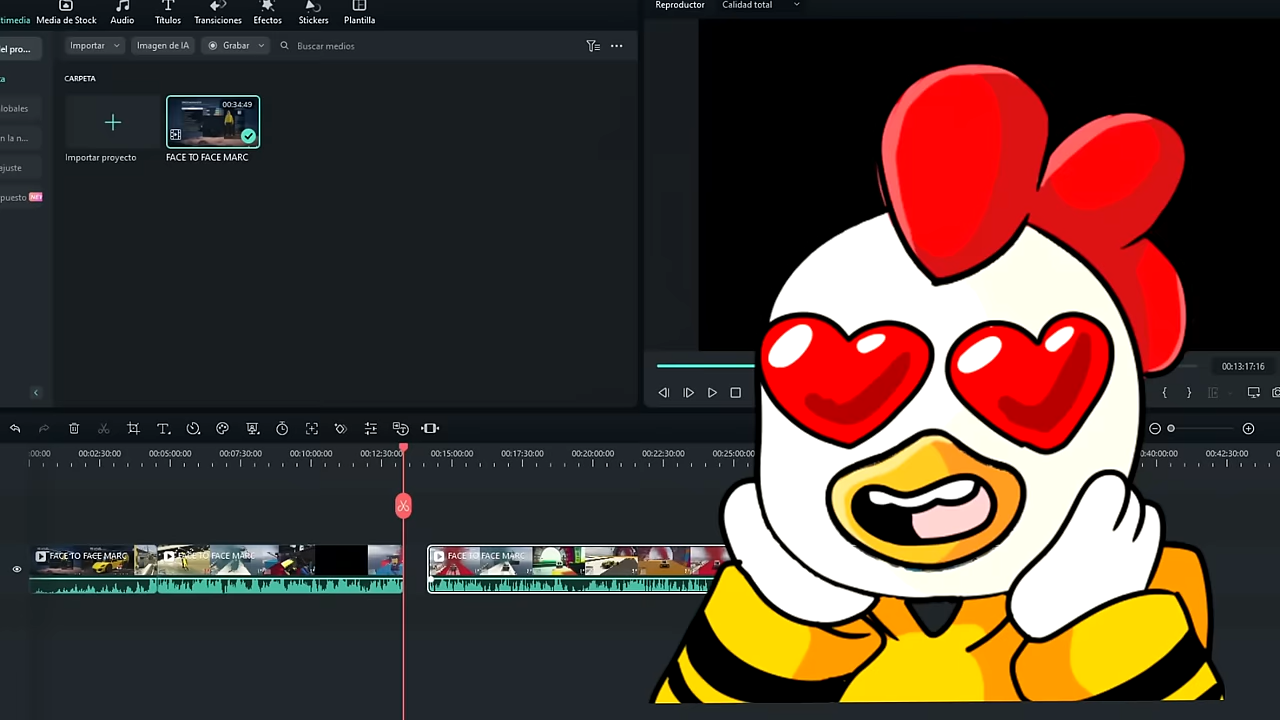 timedia Media de Stock Audio Títulos Transiciones Efectos Stickers Plantilla
Reproductor Calidad total
el pro...
Importar Imagen de IA Grabar Buscar medios
CARPETA
ta
lobales
n la n...
ajuste
puesto
00:34:49
Importar proyecto FACE TO FACE MARC
00:13:17:16
{ }
:00:00 00:02:30:00 00:05:00:00 00:07:30:00 00:10:00:00 00:12:30:00 00:15:00:00 00:17:30:00 00:20:00:00 00:22:30:00 00:25:00:00 00:40:00:00 00:42:30:00
FACE TO FACE MARC FACE TO FACE MARC FACE TO FACE MARC